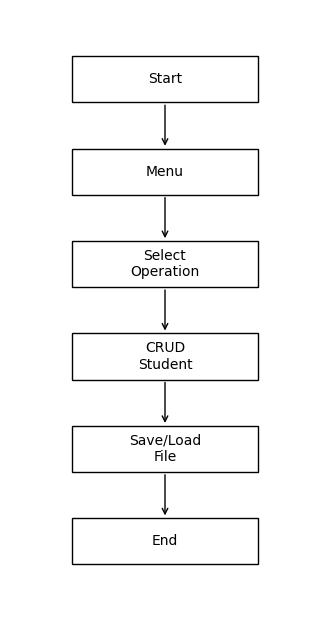 Start
Menu
Select
Operation
CRUD
Student
Save/Load
File
End